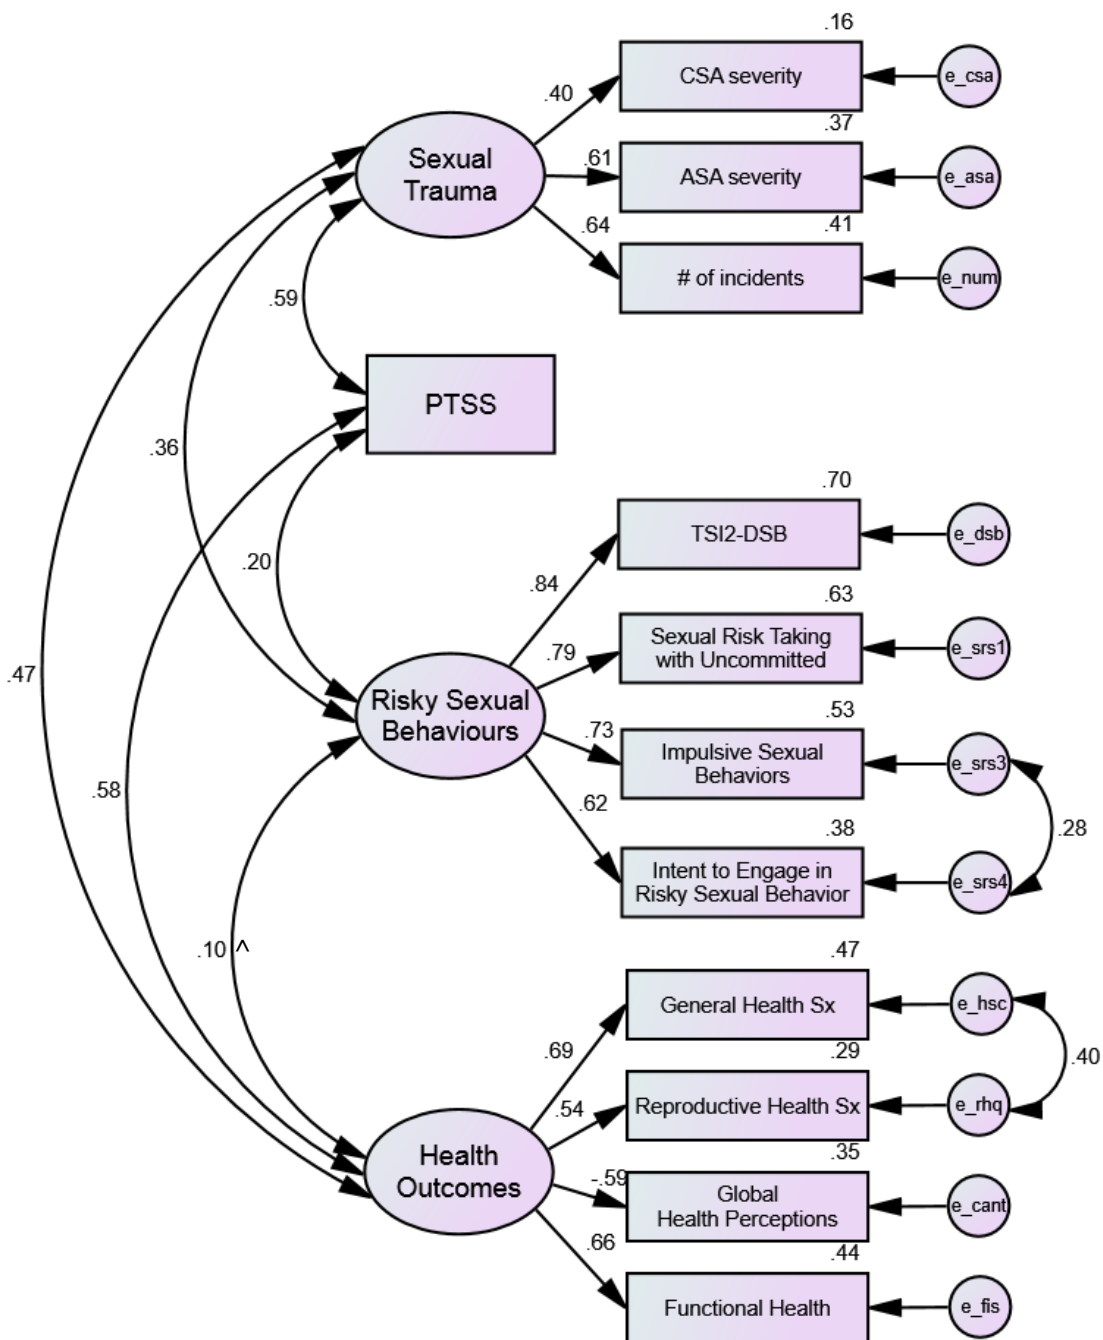 .16
CSA severity
e_csa
.40
.37
Sexual
Trauma
.61
ASA severity
e_asa
.64
.41
# of incidents
e_num
.59
PTSS
.36
.70
TSI2-DSB
e_dsb
.20
.84
.63
Sexual Risk Taking
with Uncommitted
e_srs1
.79
.47
Risky Sexual
Behaviours
.53
.73
Impulsive Sexual
Behaviors
e_srs3
.58
.62
.28
.38
Intent to Engage in
Risky Sexual Behavior
e_srs4
.10 ^
.47
General Health Sx
e_hsc
.69
.29
.40
.54
Reproductive Health Sx
e_rhq
.35
Health
Outcomes
-.59
Global
Health Perceptions
e_cant
.66
.44
Functional Health
e_fis